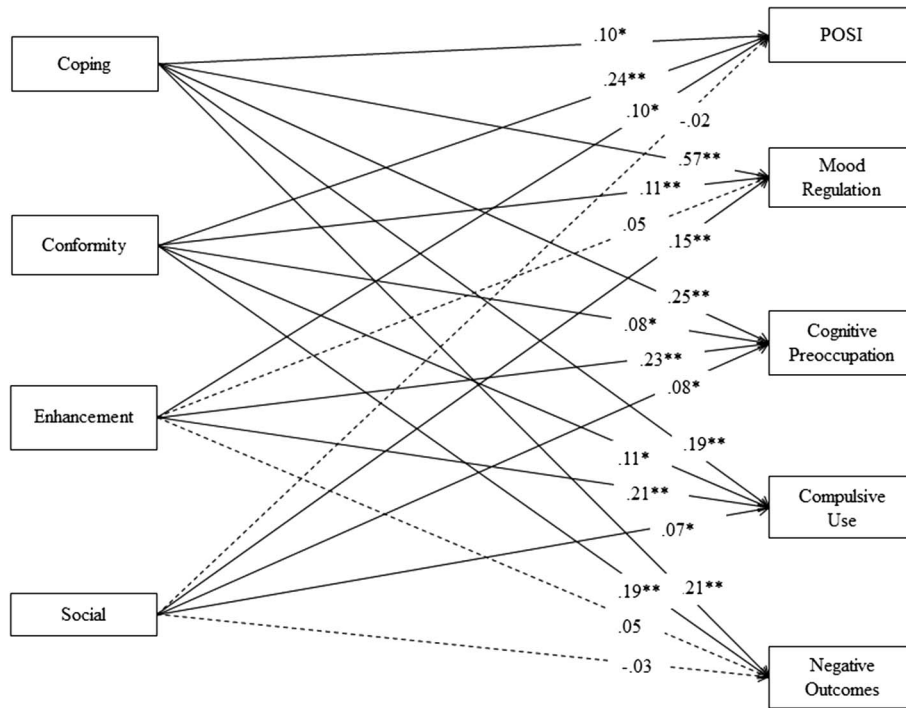 Coping
Conformity
Enhancement
Social
.10*
.24**
.10*
-.02
.57**
.11**
.05
.15**
.25**
.08*
.23**
.08*
.19**
.11*
.21**
.07*
.21**
.19**
.05
-.03
POSI
Mood
Regulation
Cognitive
Preoccupation
Compulsive
Use
Negative
Outcomes